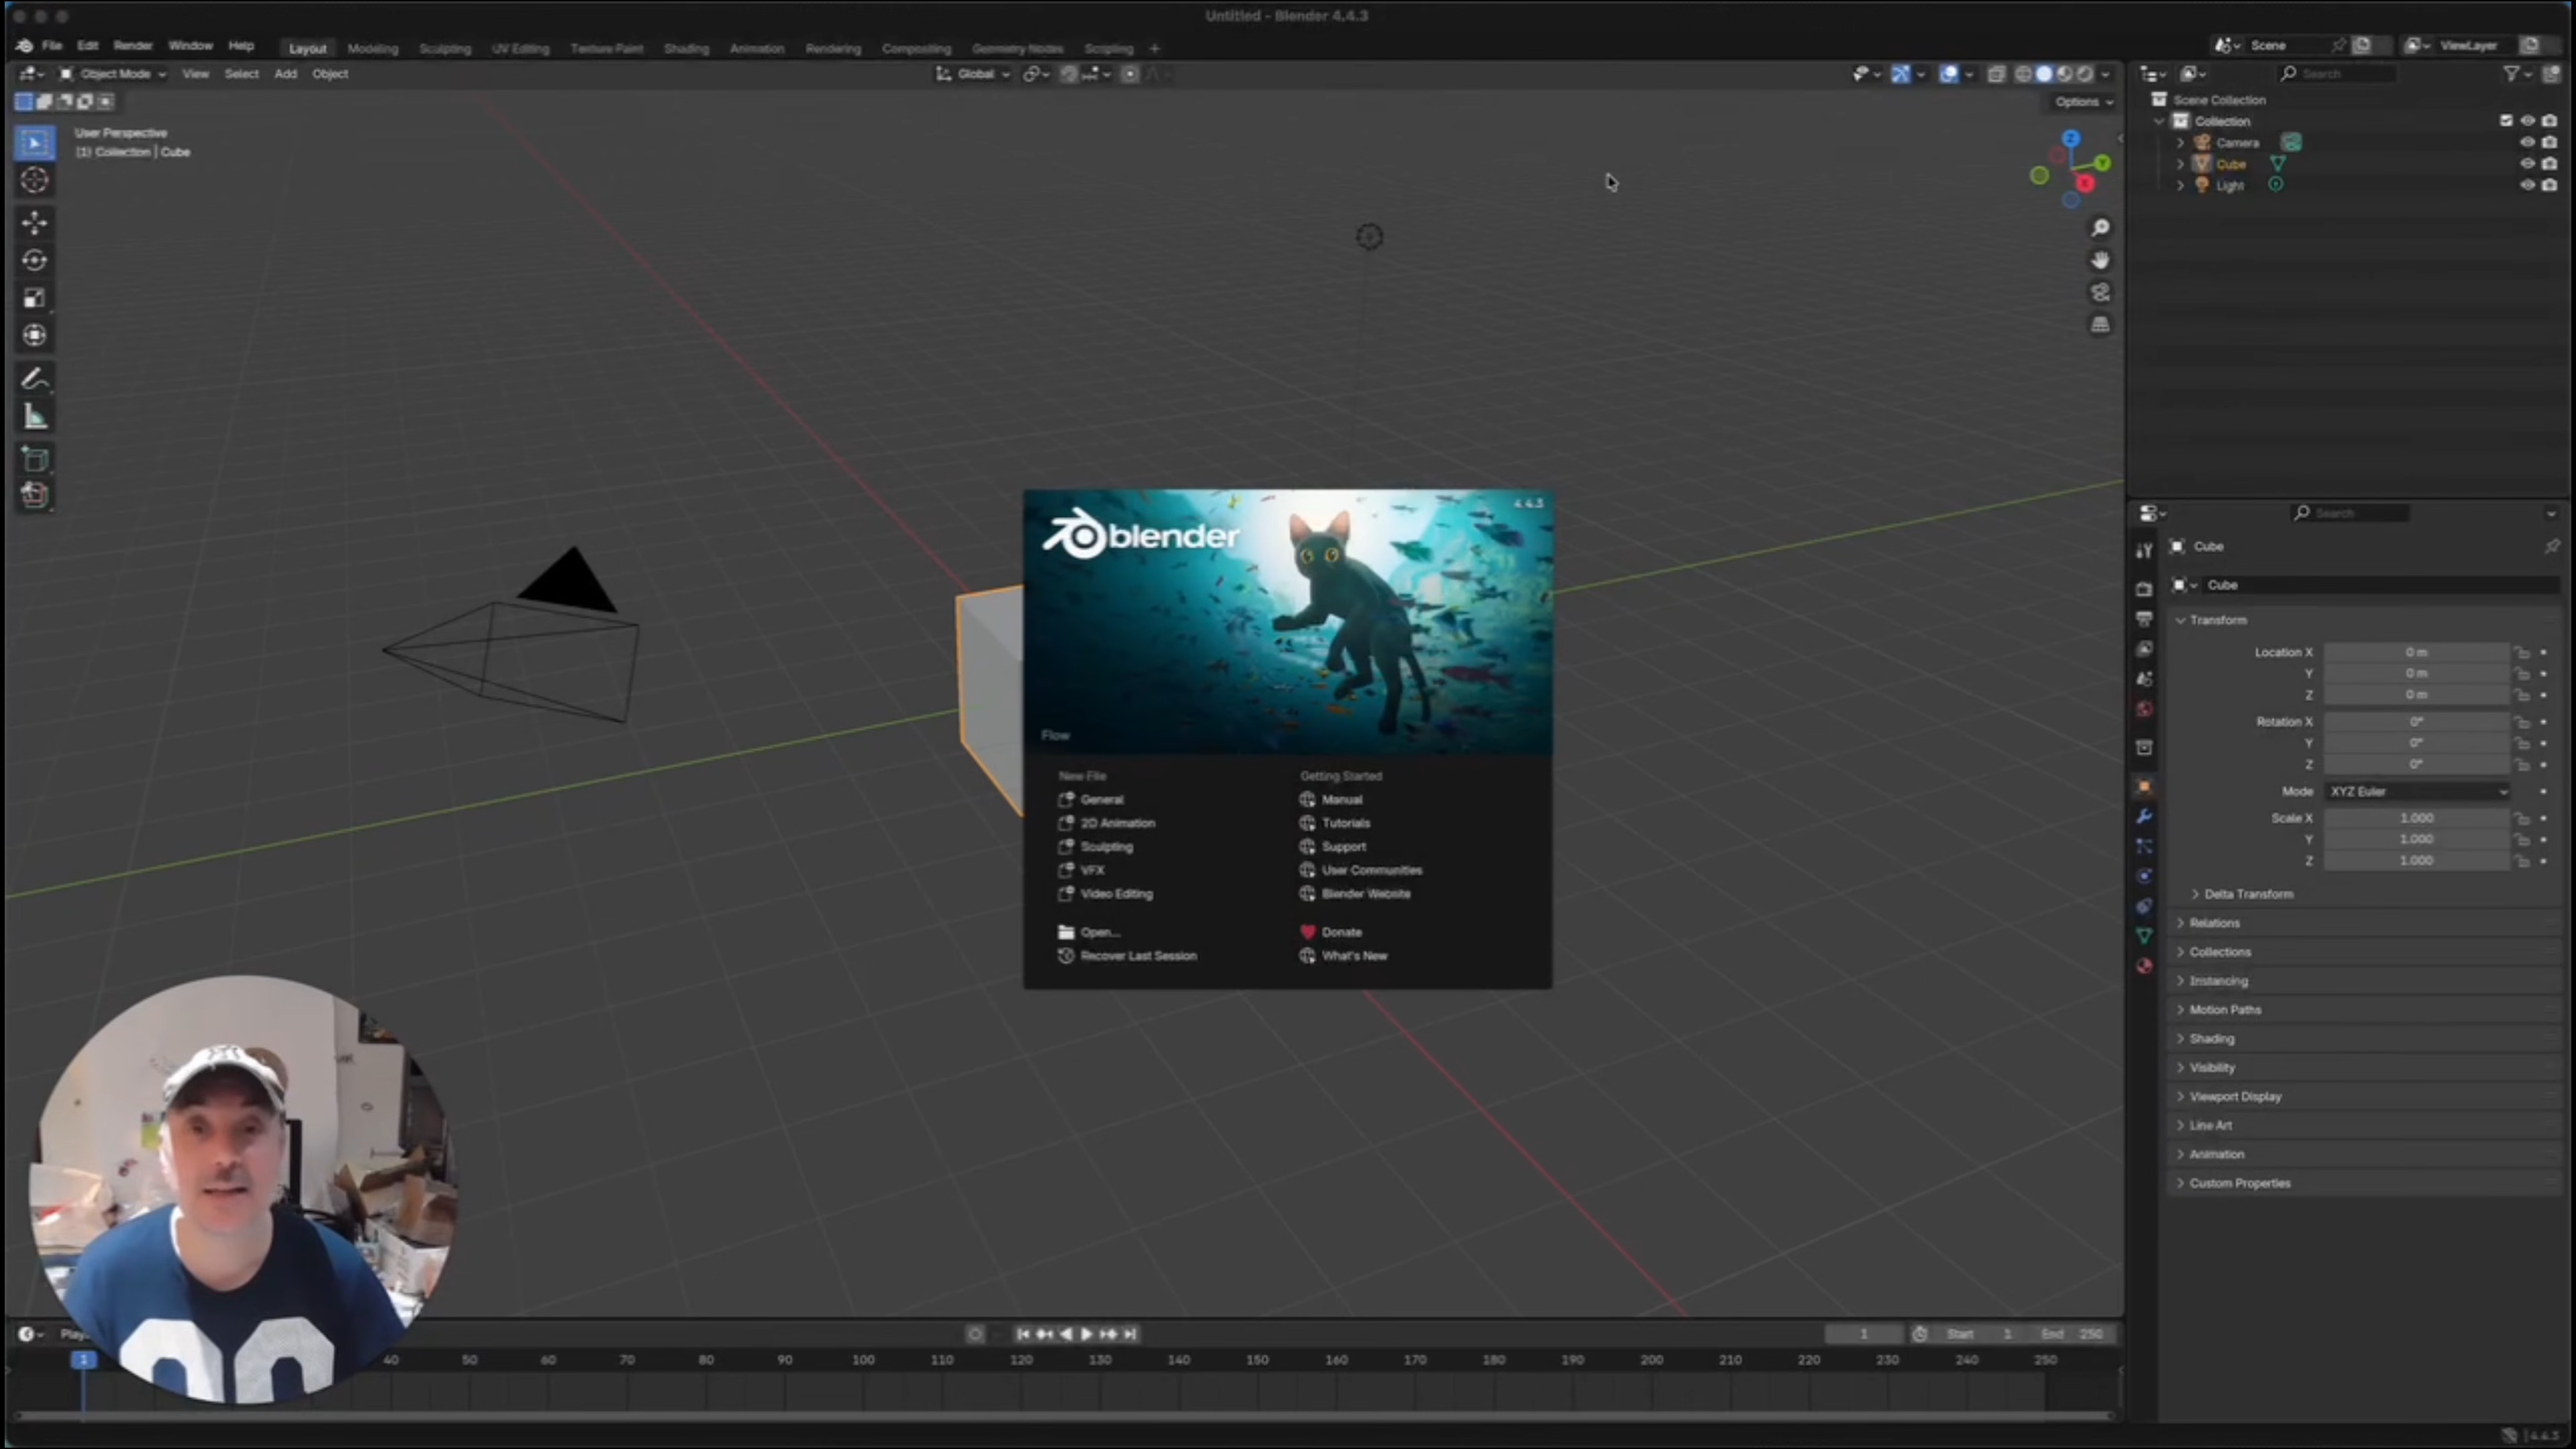 Untitled - Blender 4.4.3
File Edit Render Window Help Layout Modeling Sculpting UV Editing Texture Paint Shading Animation Rendering Compositing Geometry Nodes Scripting + Scene ViewLayer
Object Mode View Select Add Object Global Search
Options
User Perspective
(1) Collection | Cube
Scene Collection
Collection
Camera
Cube
Light
Z
Y
X
4.4.3
blender
Flow
New File
General
2D Animation
Sculpting
VFX
Video Editing
Open...
Recover Last Session
Getting Started
Manual
Tutorials
Support
User Communities
Blender Website
Donate
What's New
Search
Cube
Cube
Transform
Location X 0 m
Y 0 m
Z 0 m
Rotation X 0°
Y 0°
Z 0°
Mode XYZ Euler
Scale X 1.000
Y 1.000
Z 1.000
Delta Transform
Relations
Collections
Instancing
Motion Paths
Shading
Visibility
Viewport Display
Line Art
Animation
Custom Properties
1 Start 1 End 250
1 40 50 60 70 80 90 100 110 120 130 140 150 160 170 180 190 200 210 220 230 240 250
4.4.3